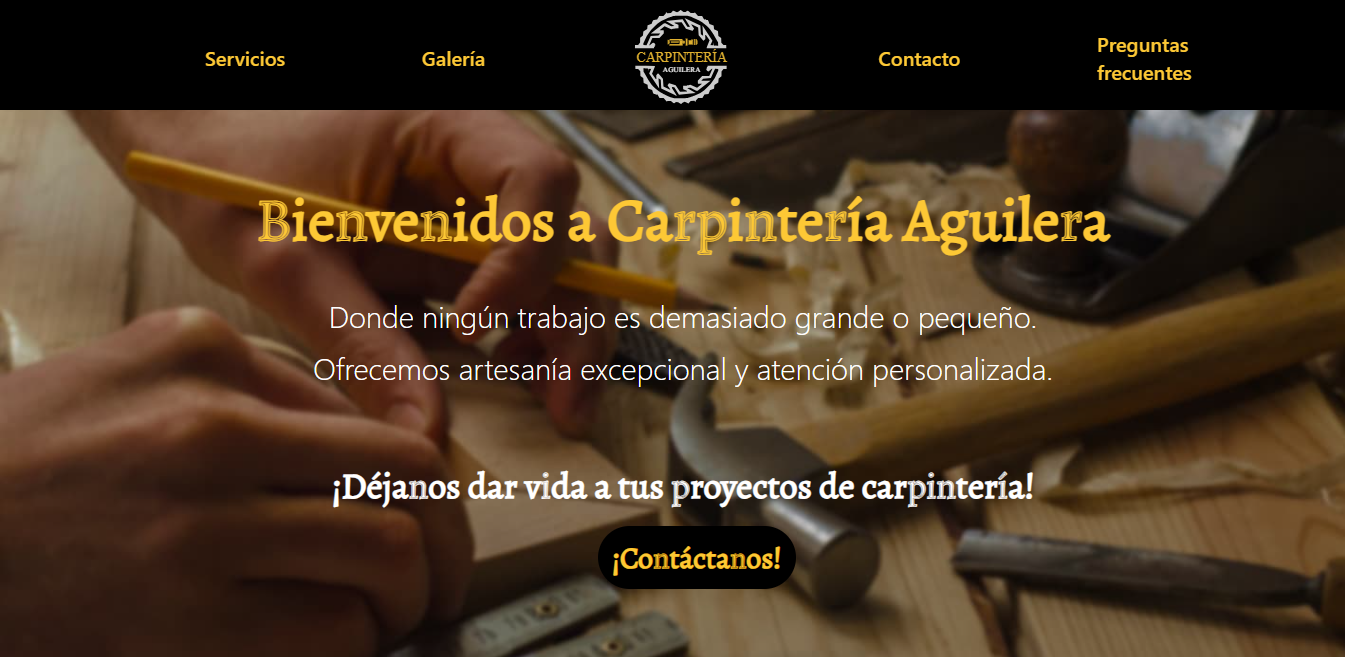 Servicios
Galería
CARPINTERÍA
AGUILERA
Contacto
Preguntas
frecuentes
Bienvenidos a Carpintería Aguilera
Donde ningún trabajo es demasiado grande o pequeño.
Ofrecemos artesanía excepcional y atención personalizada.
¡Déjanos dar vida a tus proyectos de carpintería!
¡Contáctanos!